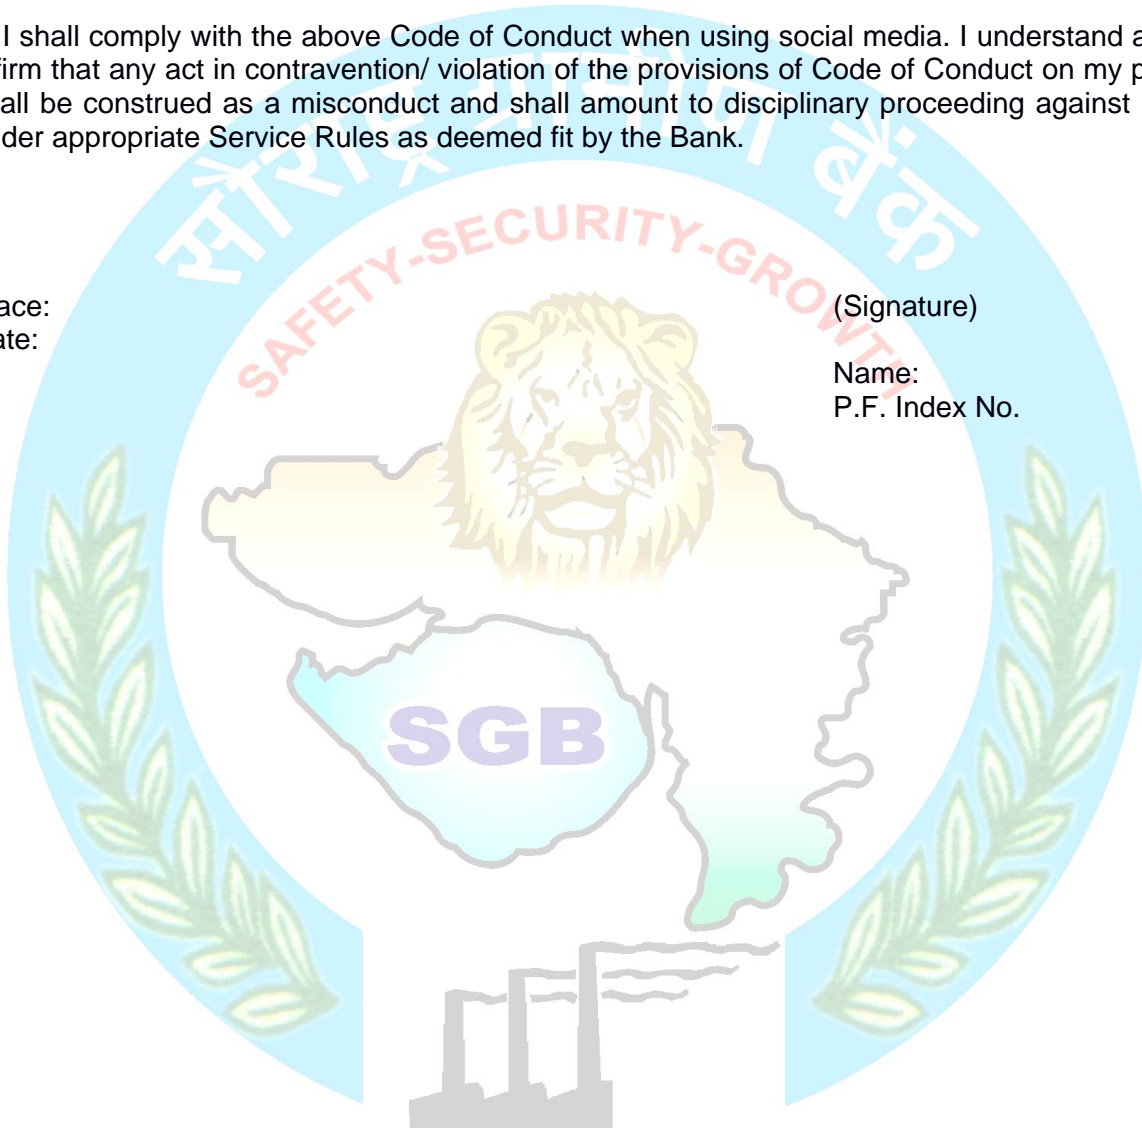 I shall comply with the above Code of Conduct when using social media. I understand a
firm that any act in contravention/ violation of the provisions of Code of Conduct on my p
all be construed as a misconduct and shall amount to disciplinary proceeding against
der appropriate Service Rules as deemed fit by the Bank.
सौराष्ट्र ग्रामीण बैंक
SAFETY-SECURITY-GROWTH
ace:
(Signature)
ate:
Name:
P.F. Index No.
SGB